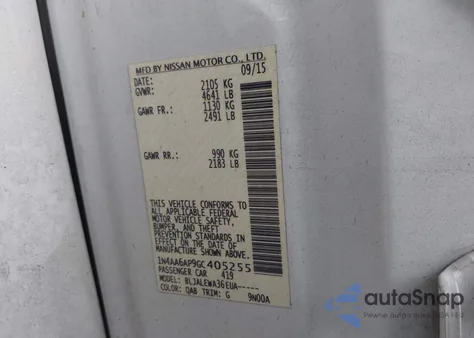 MFD BY NISSAN MOTOR CO., LTD.
DATE: 09/15
GVWR: 2105 KG
4641 LB
GAWR FR.: 1130 KG
2491 LB
GAWR RR.: 990 KG
2183 LB
THIS VEHICLE CONFORMS TO
ALL APPLICABLE FEDERAL
MOTOR VEHICLE SAFETY,
BUMPER, AND THEFT
PREVENTION STANDARDS IN
EFFECT ON THE DATE OF
MANUFACTURE SHOWN ABOVE.
1N4AA6AP9GC405255
PASSENGER CAR 419
MODEL: BLJALEWA36EUA-----
COLOR: QAB TRIM: G 9N00A
autoSnap